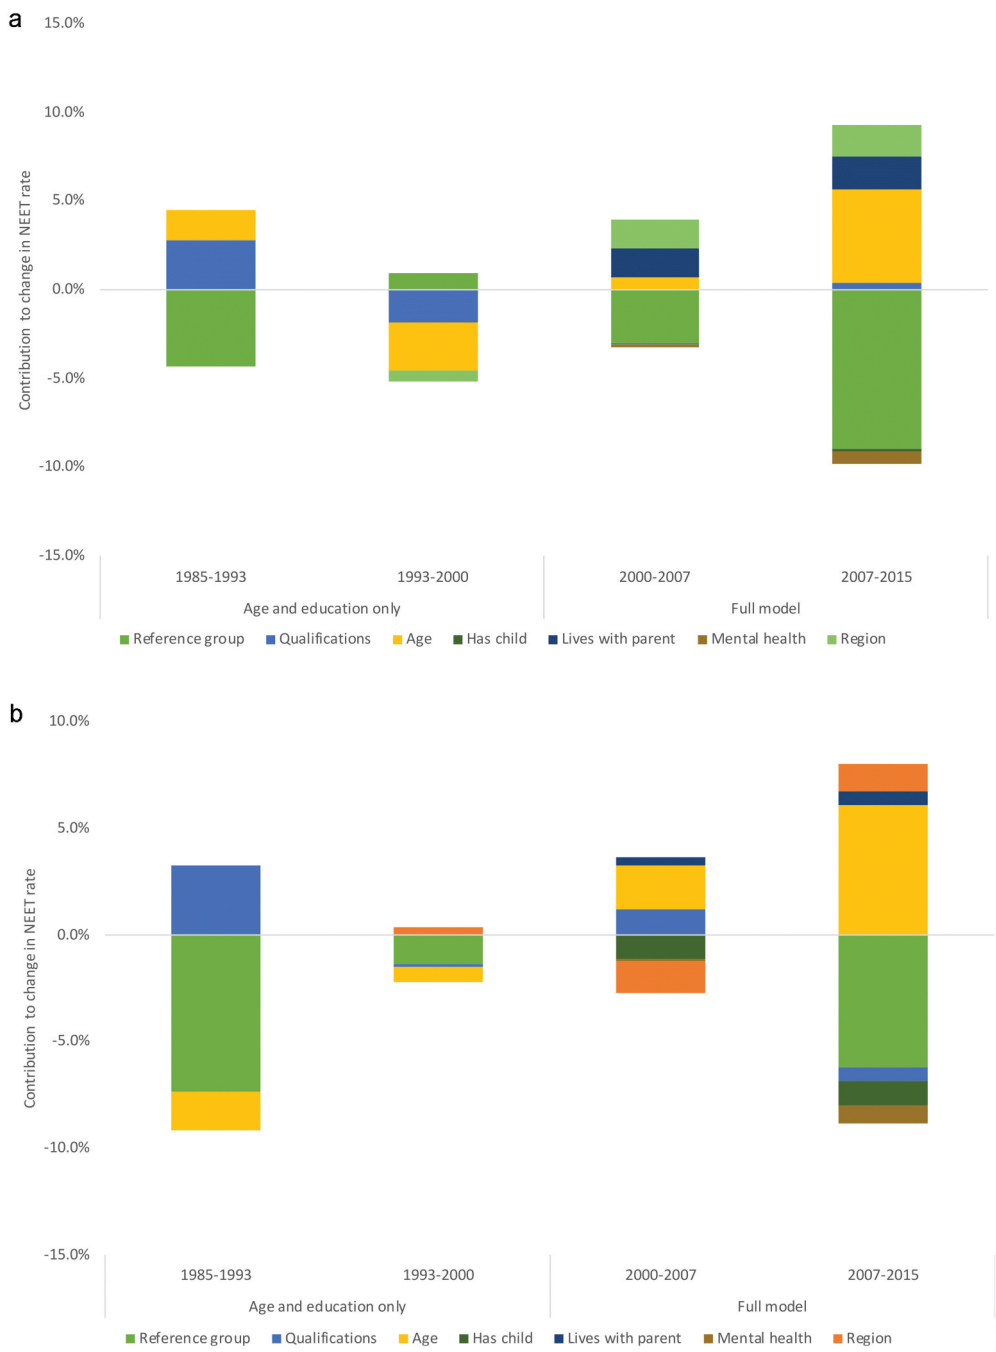 a
15.0%
10.0%
5.0%
0.0%
-5.0%
-10.0%
-15.0%
Contribution to change in NEET rate
1985-1993 1993-2000 2000-2007 2007-2015
Age and education only Full model
Reference group Qualifications Age Has child Lives with parent Mental health Region
b
10.0%
5.0%
0.0%
-5.0%
-10.0%
-15.0%
Contribution to change in NEET rate
1985-1993 1993-2000 2000-2007 2007-2015
Age and education only Full model
Reference group Qualifications Age Has child Lives with parent Mental health Region